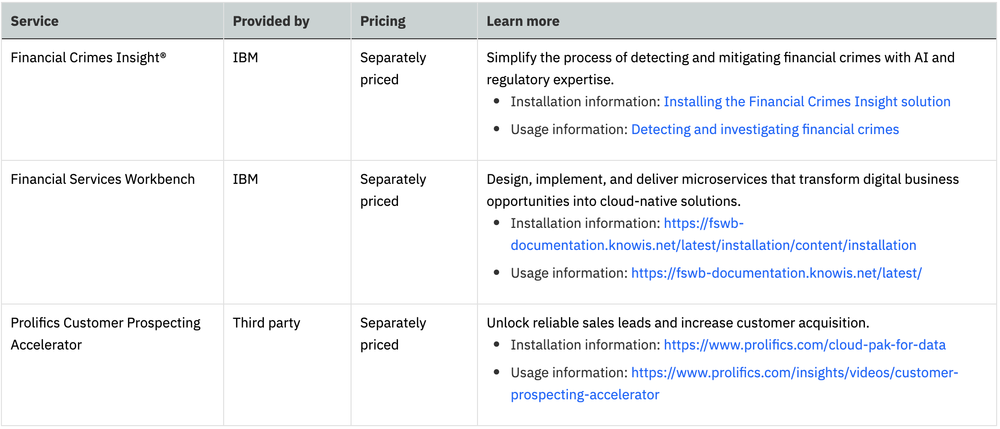 Service Provided by Pricing Learn more
Financial Crimes Insight® IBM Separately Simplify the process of detecting and mitigating financial crimes with AI and
priced regulatory expertise.
• Installation information: Installing the Financial Crimes Insight solution
• Usage information: Detecting and investigating financial crimes
Financial Services Workbench IBM Separately Design, implement, and deliver microservices that transform digital business
priced opportunities into cloud-native solutions.
• Installation information: https://fswb-
documentation.knowis.net/latest/installation/content/installation
• Usage information: https://fswb-documentation.knowis.net/latest/
Prolifics Customer Prospecting Third party Separately Unlock reliable sales leads and increase customer acquisition.
Accelerator priced • Installation information: https://www.prolifics.com/cloud-pak-for-data
• Usage information: https://www.prolifics.com/insights/videos/customer-
prospecting-accelerator